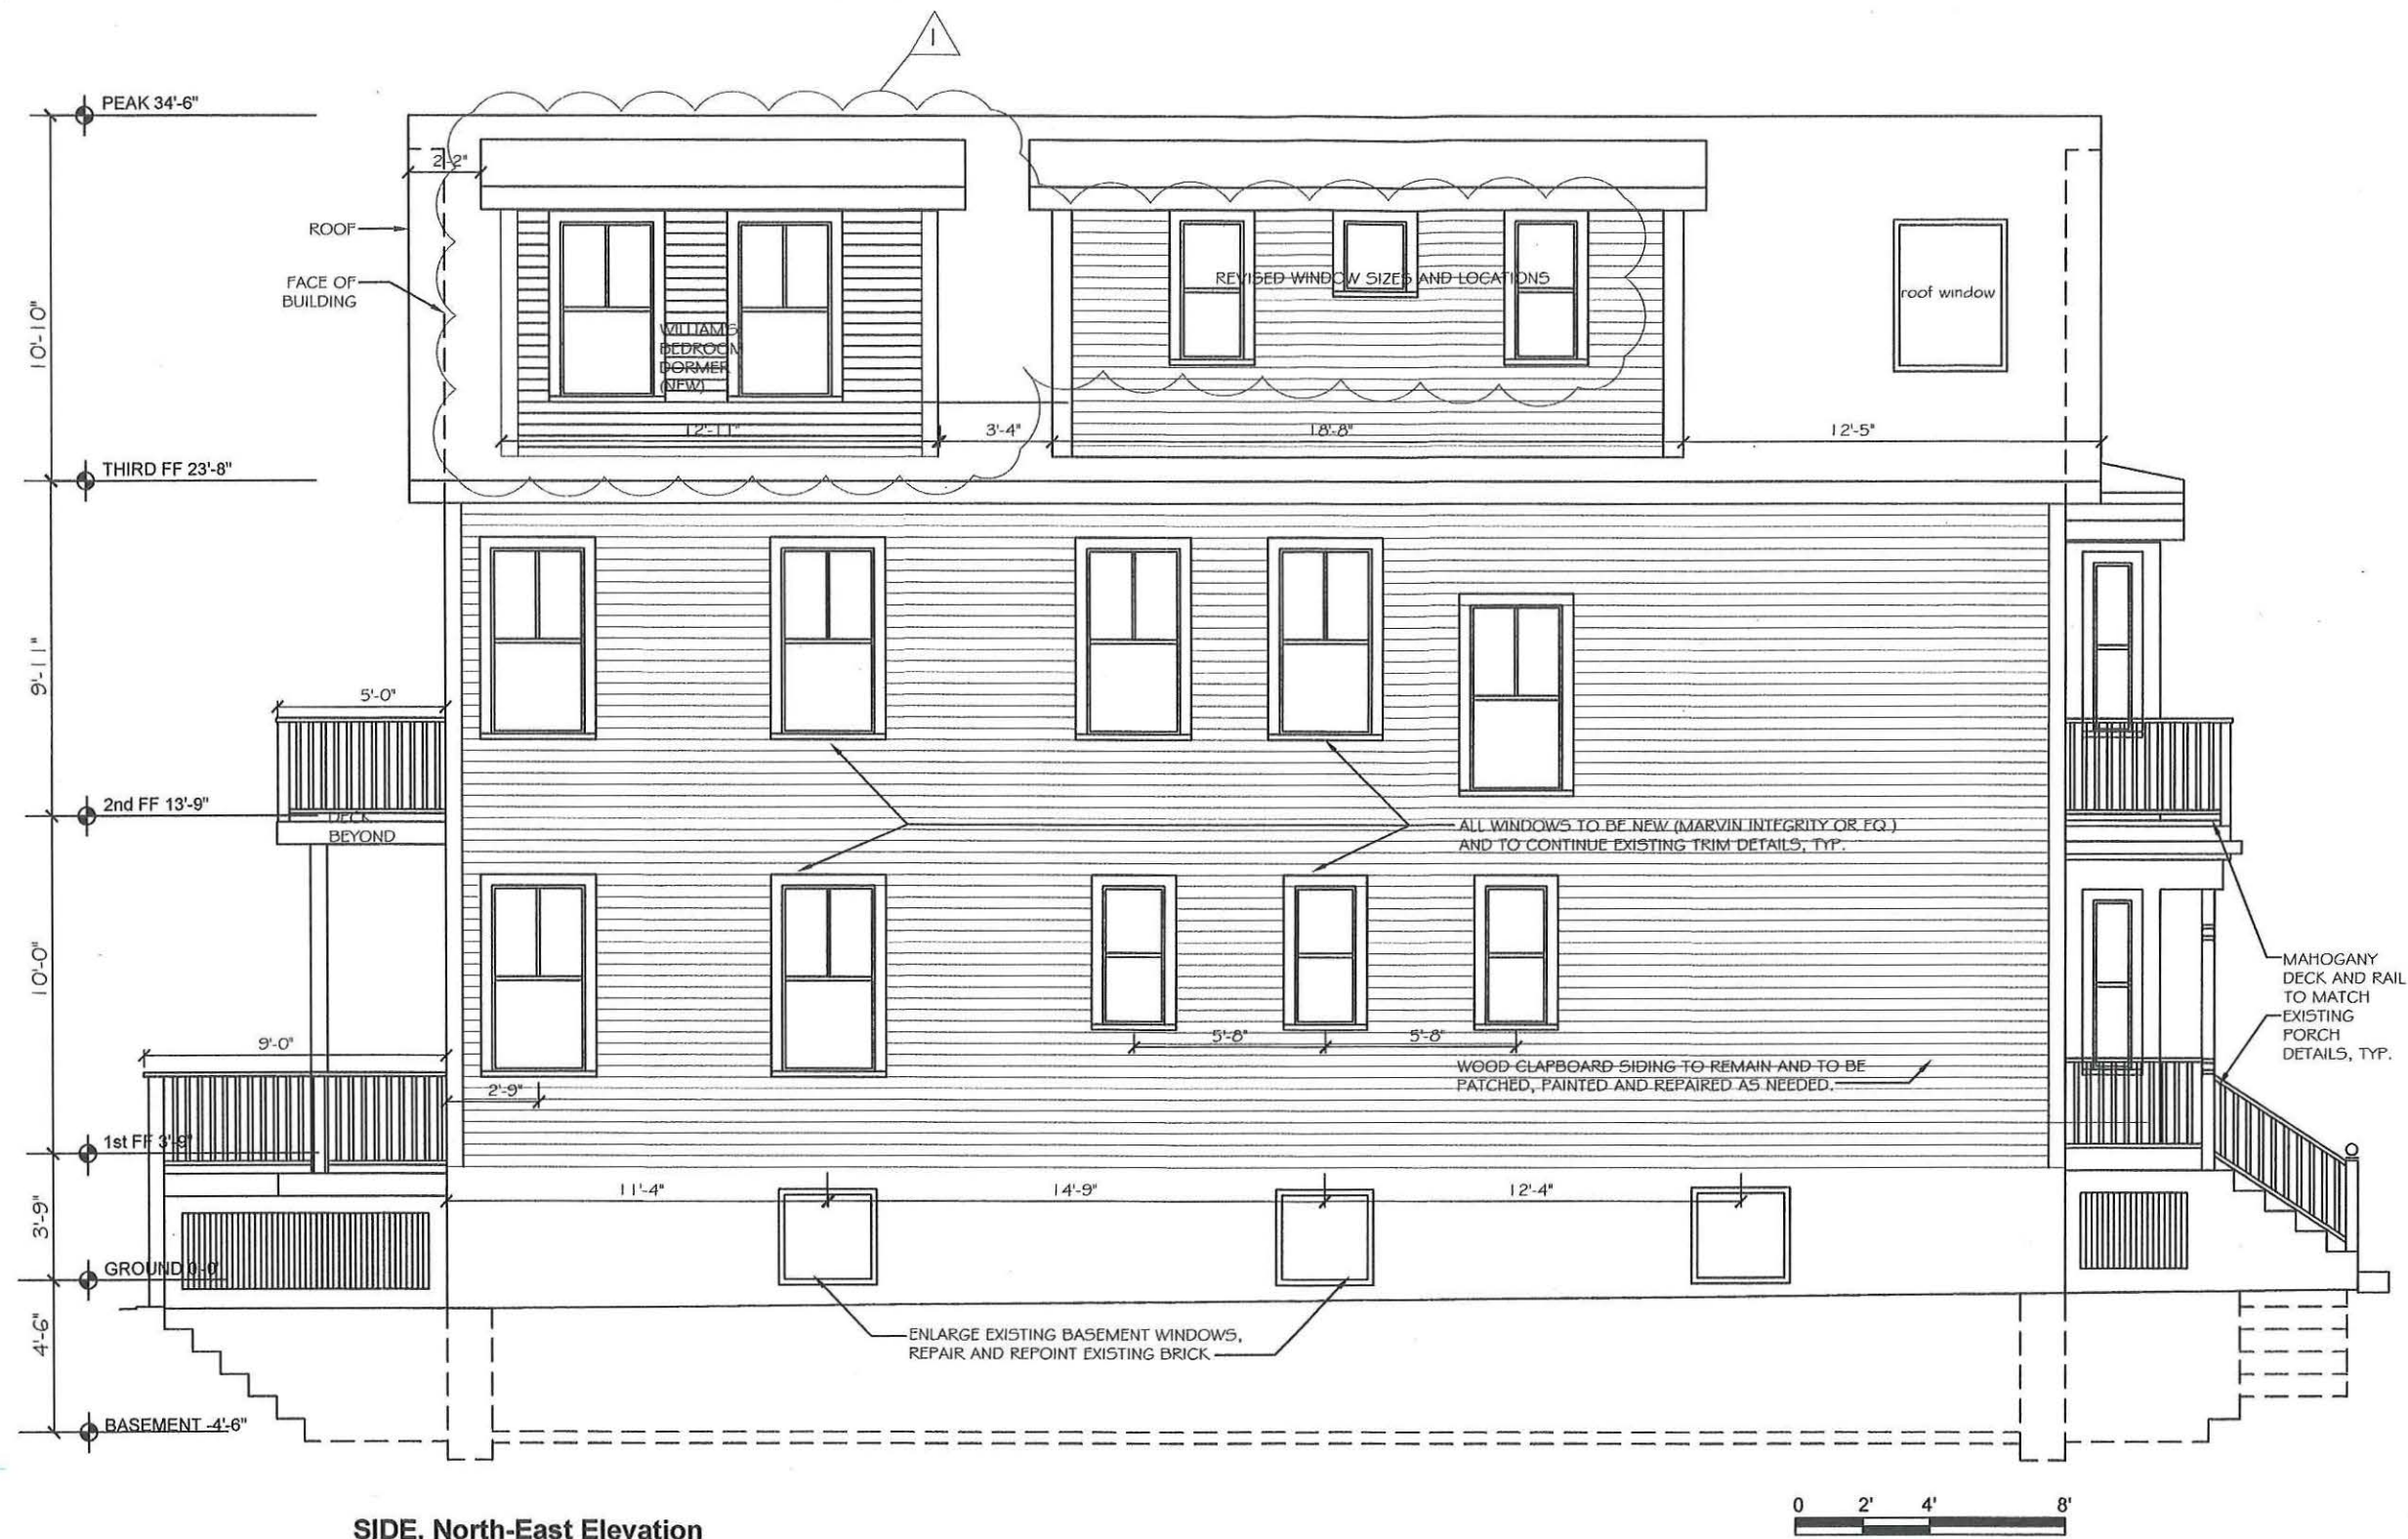 1
PEAK 34'-6"
2'-2"
ROOF
FACE OF
BUILDING
10'-10"
WILLIAM'S
BEDROOM
DORMER
(NEW)
REVISED WINDOW SIZES AND LOCATIONS
roof window
12'-11"
3'-4"
18'-8"
12'-5"
THIRD FF 23'-8"
9'-11"
5'-0"
2nd FF 13'-9"
DECK
BEYOND
ALL WINDOWS TO BE NEW (MARVIN INTEGRITY OR EQ.)
AND TO CONTINUE EXISTING TRIM DETAILS, TYP.
10'-0"
9'-0"
2'-9"
5'-8"
5'-8"
WOOD CLAPBOARD SIDING TO REMAIN AND TO BE
PATCHED, PAINTED AND REPAIRED AS NEEDED.
MAHOGANY
DECK AND RAIL
TO MATCH
EXISTING
PORCH
DETAILS, TYP.
1st FF 3'-9"
11'-4"
14'-9"
12'-4"
3'-9"
GROUND 0'-0"
4'-6"
ENLARGE EXISTING BASEMENT WINDOWS,
REPAIR AND REPOINT EXISTING BRICK
BASEMENT -4'-6"
SIDE, North-East Elevation
0 2' 4' 8'